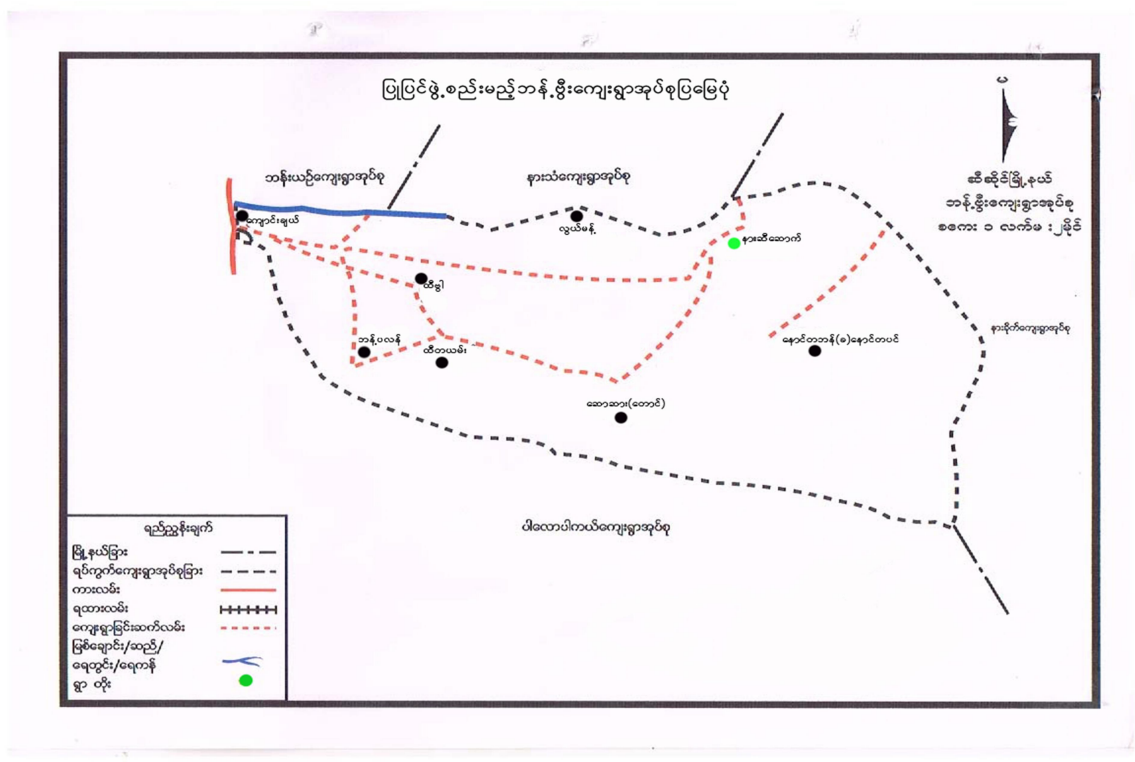 ပြုပြင်ဖွဲ့စည်းမည့်ဘန့်ဗွီးကျေးရွာအုပ်စုပြမြေပုံ
ဘန်းယဉ်ကျေးရွာအုပ်စု
နားသံကျေးရွာအုပ်စု
ဆီဆိုင်မြို့နယ်
ဘန့်ဗွီးကျေးရွာအုပ်စု
စကေး ၁ လက်မ း၂မိုင်
ကျောင်းချယ်
လွယ်မန့်
နားဆီဆောက်
ထီဗွါ
နားခိုက်ကျေးရွာအုပ်စု
ဘန့်ပလန်
ထီတယမ်း
နောင်တဘန်(ခ)နောင်တပင်
ဆောဆား(တောင်)
ပါလောပါကယ်ကျေးရွာအုပ်စု
ရည်ညွှန်းချက်
မြို့နယ်ခြား
ရပ်ကွက်ကျေးရွာအုပ်စုခြား
ကားလမ်း
ရထားလမ်း
ကျေးရွာခြင်းဆက်လမ်း
မြစ်ချောင်း/ဆည်/
ရေတွင်း/ရေကန်
ရွာ တိုး